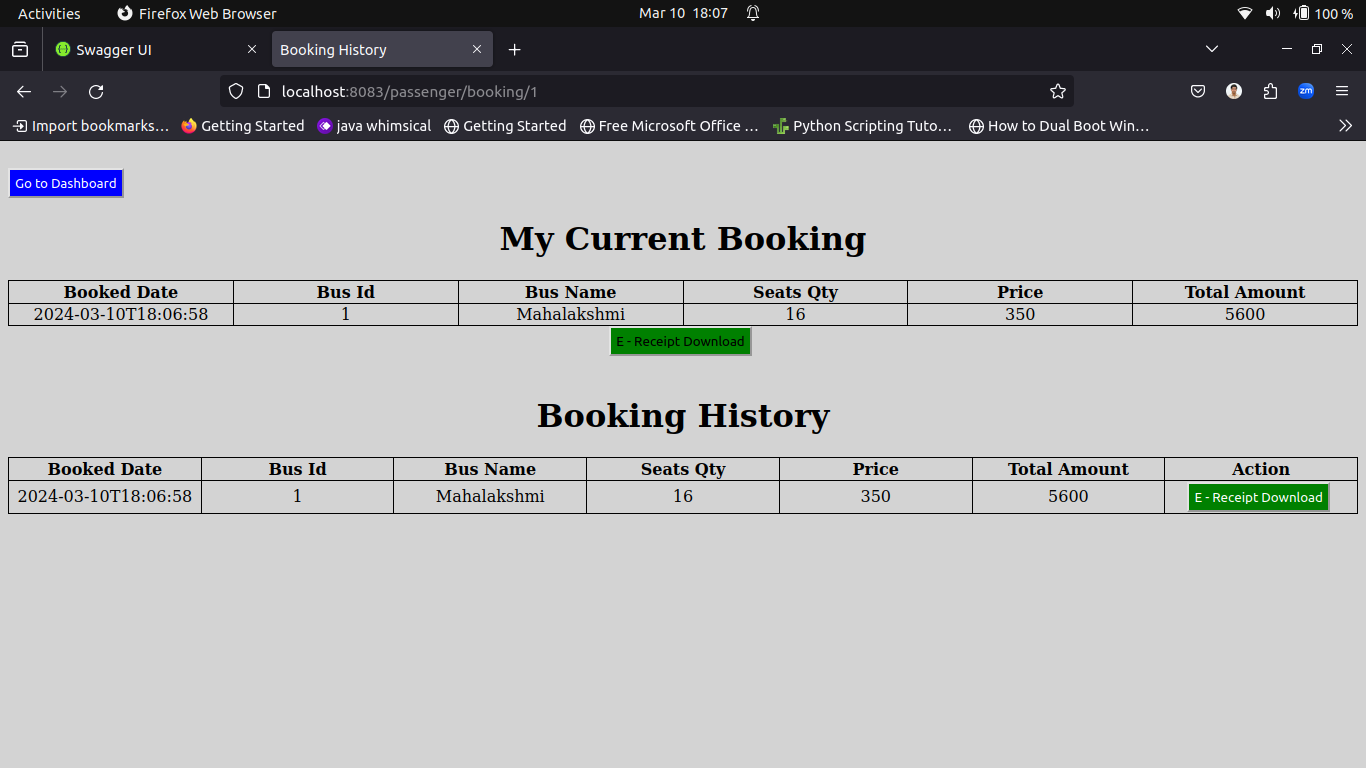 Activities Firefox Web Browser Mar 10 18:07 100 %
Swagger UI Booking History
localhost:8083/passenger/booking/1 zm
Import bookmarks… Getting Started java whimsical Getting Started Free Microsoft Office … Python Scripting Tuto… How to Dual Boot Win…
Go to Dashboard
My Current Booking
Booked Date Bus Id Bus Name Seats Qty Price Total Amount
2024-03-10T18:06:58 1 Mahalakshmi 16 350 5600
E - Receipt Download
Booking History
Booked Date Bus Id Bus Name Seats Qty Price Total Amount Action
2024-03-10T18:06:58 1 Mahalakshmi 16 350 5600 E - Receipt Download